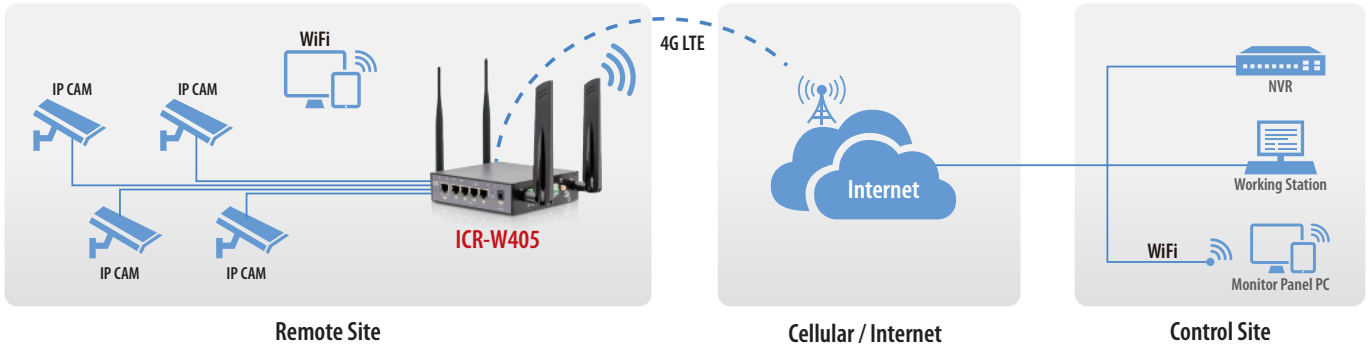 WiFi
IP CAM
IP CAM
IP CAM
IP CAM
ICR-W405
Remote Site
4G LTE
Internet
Cellular / Internet
NVR
Working Station
WiFi
Monitor Panel PC
Control Site